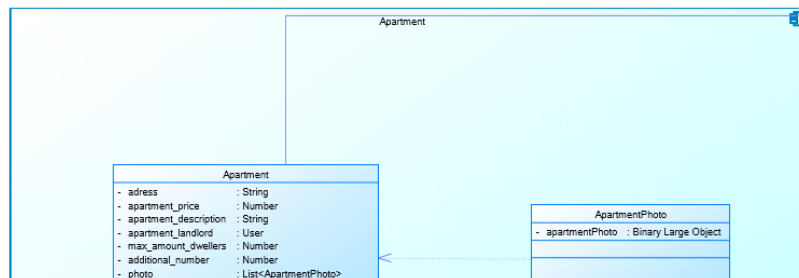 Apartment
Apartment
- adress : String
- apartment_price : Number
- apartment_description : String
- apartment_landlord : User
- max_amount_dwellers : Number
- additional_number : Number
- photo : List<ApartmentPhoto>
ApartmentPhoto
- apartmentPhoto : Binary Large Object